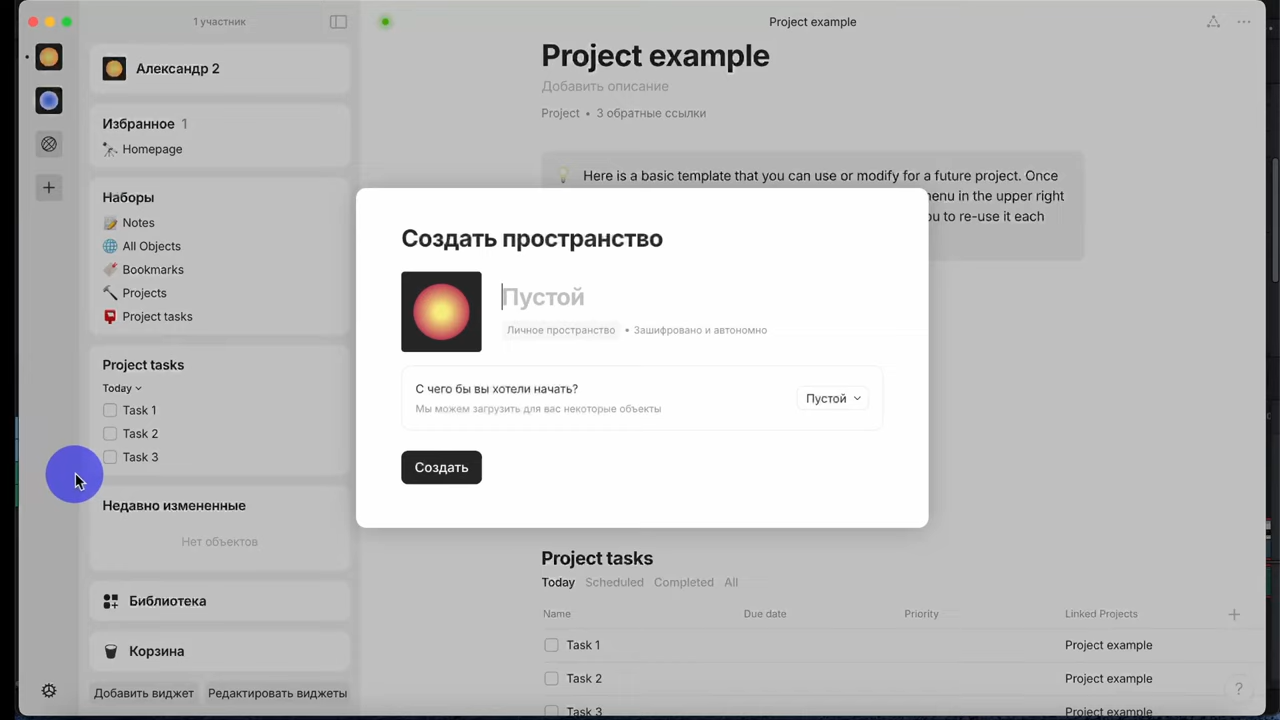 1 участник
Project example
Александр 2
Избранное 1
Homepage
Наборы
Notes
All Objects
Bookmarks
Projects
Project tasks
Project tasks
Today
Task 1
Task 2
Task 3
Недавно измененные
Нет объектов
Библиотека
Корзина
Добавить виджет
Редактировать виджеты
Project example
Добавить описание
Project • 3 обратные ссылки
Here is a basic template that you can use or modify for a future project. Once
enu in the upper right
u to re-use it each
Создать пространство
Пустой
Личное пространство • Зашифровано и автономно
С чего бы вы хотели начать?
Мы можем загрузить для вас некоторые объекты
Пустой
Создать
Project tasks
Today Scheduled Completed All
Name Due date Priority Linked Projects
Task 1 Project example
Task 2 Project example
Task 3 Project example
?